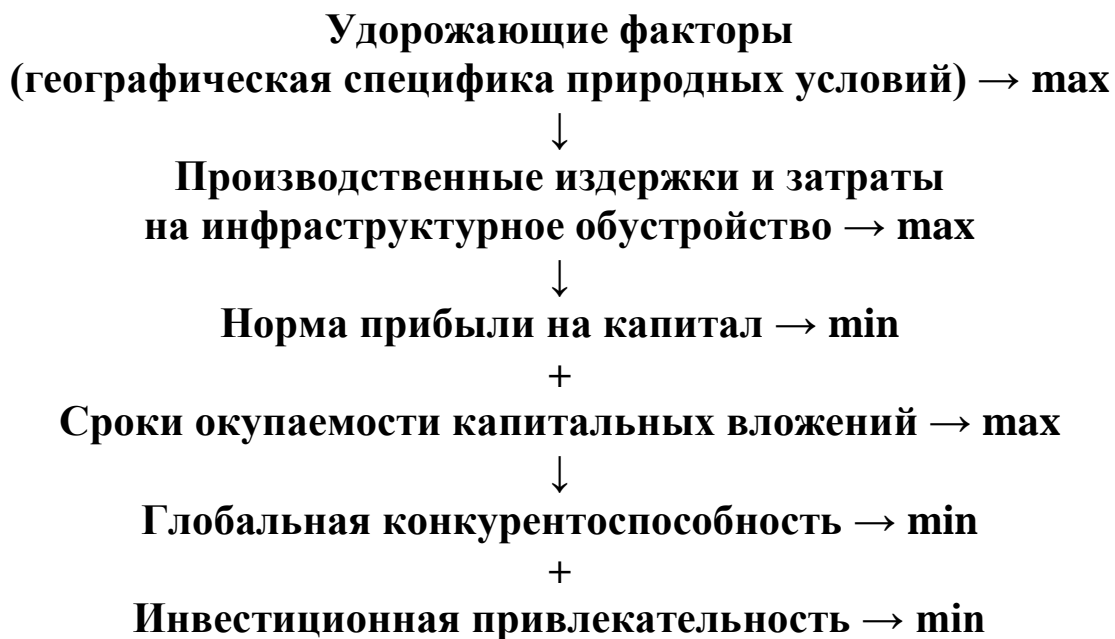 Удорожающие факторы
(географическая специфика природных условий) → max
↓
Производственные издержки и затраты
на инфраструктурное обустройство → max
↓
Норма прибыли на капитал → min
+
Сроки окупаемости капитальных вложений → max
↓
Глобальная конкурентоспособность → min
+
Инвестиционная привлекательность → min